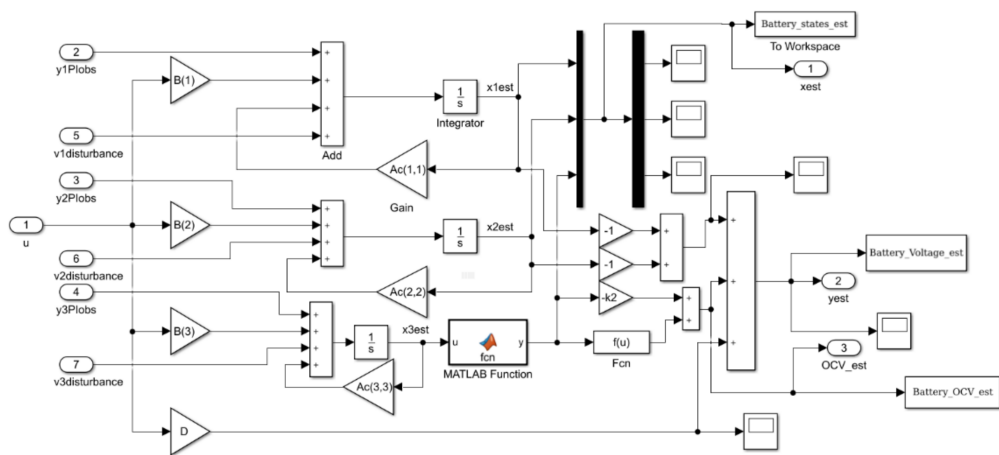 Battery_states_est
To Workspace
2
y1PIobs
B(1)
+
+
+
+
Add
1
s
Integrator
x1est
1
xest
5
v1disturbance
Ac(1,1)
Gain
3
y2PIobs
1
u
B(2)
+
+
+
+
1
s
x2est
-1
+
-1
+
+
6
v2disturbance
Ac(2,2)
-k2
+
+
+
Battery_Voltage_est
2
yest
4
y3PIobs
B(3)
+
+
+
+
1
s
x3est
u
fcn
y
MATLAB Function
f(u)
Fcn
+
3
OCV_est
7
v3disturbance
Ac(3,3)
Battery_OCV_est
D